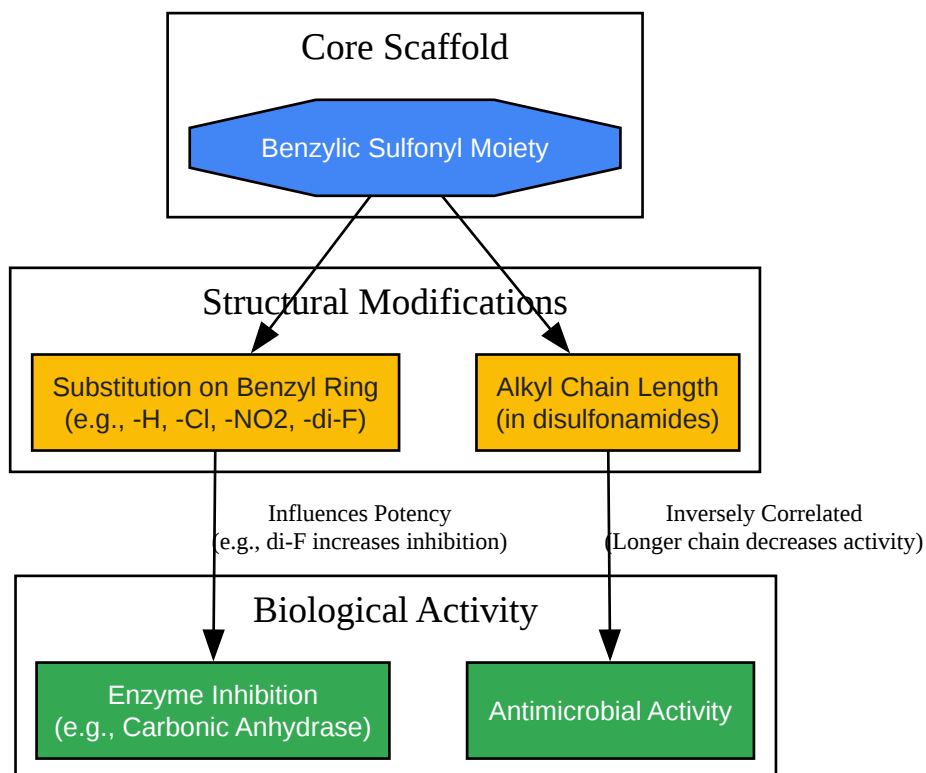 Core Scaffold
Benzylic Sulfonyl Moiety
Structural Modifications
Substitution on Benzyl Ring
(e.g., -H, -Cl, -NO2, -di-F)
Alkyl Chain Length
(in disulfonamides)
Influences Potency
(e.g., di-F increases inhibition)
Inversely Correlated
(Longer chain decreases activity)
Biological Activity
Enzyme Inhibition
(e.g., Carbonic Anhydrase)
Antimicrobial Activity